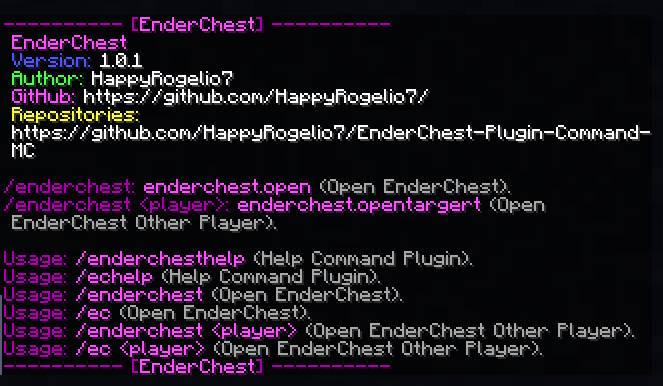 ---------- [EnderChest] ----------
EnderChest
Version: 1.0.1
Author: HappyRogelio7
GitHub: https://github.com/HappyRogelio7/
Repositories:
https://github.com/HappyRogelio7/EnderChest-Plugin-Command-
MC
/enderchest: enderchest.open (Open EnderChest).
/enderchest <player>: enderchest.opentargert (Open
EnderChest Other Player).
Usage: /enderchesthelp (Help Command Plugin).
Usage: /echelp (Help Command Plugin).
Usage: /enderchest (Open EnderChest).
Usage: /ec (Open EnderChest).
Usage: /enderchest <player> (Open EnderChest Other Player).
Usage: /ec <player> (Open EnderChest Other Player).
---------- [EnderChest] ----------